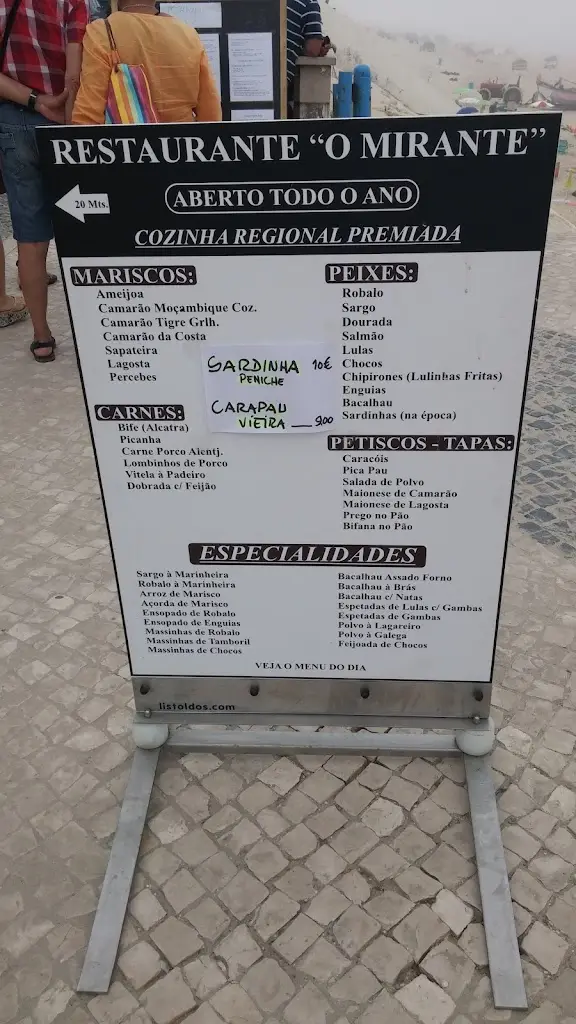 RESTAURANTE "O MIRANTE"
20 Mts.
ABERTO TODO O ANO
COZINHA REGIONAL PREMIADA
MARISCOS:
Ameijoa
Camarão Moçambique Coz.
Camarão Tigre Grlh.
Camarão da Costa
Sapateira
Lagosta
Percebes
CARNES:
Bife (Alcatra)
Picanha
Carne Porco Alentj.
Lombinhos de Porco
Vitela à Padeiro
Dobrada c/ Feijão
SARDINHA 10€
PENICHE
CARAPAU
VIEIRA __ 9,00
PEIXES:
Robalo
Sargo
Dourada
Salmão
Lulas
Chocos
Chipirones (Lulinhas Fritas)
Enguias
Bacalhau
Sardinhas (na época)
PETISCOS - TAPAS:
Caracóis
Pica Pau
Salada de Polvo
Maionese de Camarão
Maionese de Lagosta
Prego no Pão
Bifana no Pão
ESPECIALIDADES
Sargo à Marinheira
Robalo à Marinheira
Arroz de Marisco
Açorda de Marisco
Ensopado de Robalo
Ensopado de Enguias
Massinhas de Robalo
Massinhas de Tamboril
Massinhas de Chocos
Bacalhau Assado Forno
Bacalhau à Brás
Bacalhau c/ Natas
Espetadas de Lulas c/ Gambas
Espetadas de Gambas
Polvo à Lagareiro
Polvo à Galega
Feijoada de Chocos
VEJA O MENU DO DIA
listoldos.com